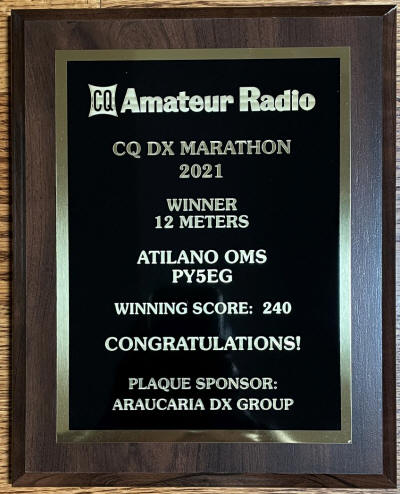 CQ Amateur Radio
CQ DX MARATHON
2021
WINNER
12 METERS
ATILANO OMS
PY5EG
WINNING SCORE: 240
CONGRATULATIONS!
PLAQUE SPONSOR:
ARAUCARIA DX GROUP